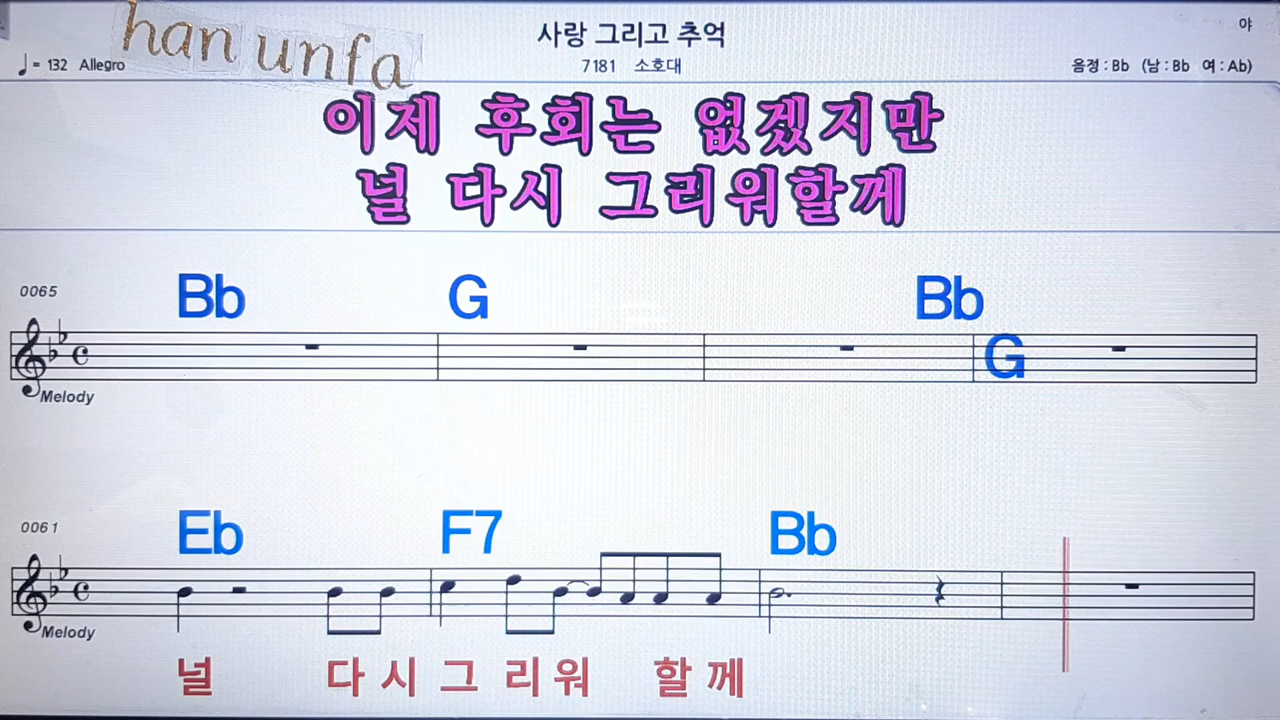 han unfa
사랑 그리고 추억
야
♩= 132 Allegro
7181 소호대
음정 : Bb (남 : Bb 여 : Ab)
이제 후회는 없겠지만
널 다시 그리워할께
0065
Bb G Bb G
Melody
0061
Eb F7 Bb
Melody
널 다 시 그 리 워 할 께